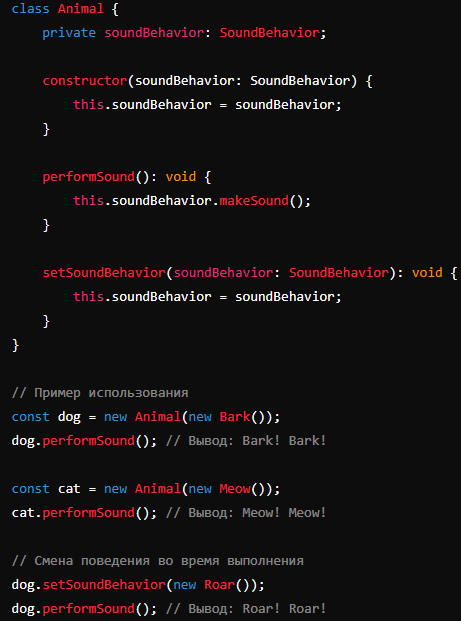 class Animal {
    private soundBehavior: SoundBehavior;

    constructor(soundBehavior: SoundBehavior) {
        this.soundBehavior = soundBehavior;
    }

    performSound(): void {
        this.soundBehavior.makeSound();
    }

    setSoundBehavior(soundBehavior: SoundBehavior): void {
        this.soundBehavior = soundBehavior;
    }
}

// Пример использования
const dog = new Animal(new Bark());
dog.performSound(); // Вывод: Bark! Bark!

const cat = new Animal(new Meow());
cat.performSound(); // Вывод: Meow! Meow!

// Смена поведения во время выполнения
dog.setSoundBehavior(new Roar());
dog.performSound(); // Вывод: Roar! Roar!